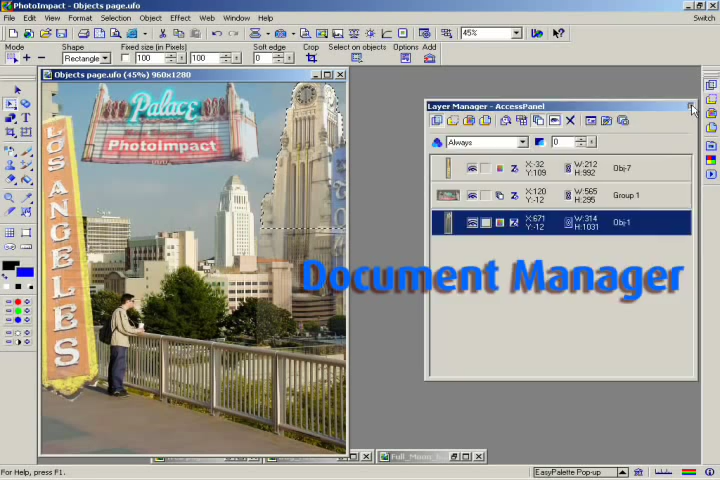 PhotoImpact - Objects page.ufo
File Edit View Format Selection Object Effect Web Window Help Switch
45%
Mode Shape Fixed size (in Pixels) Soft edge Crop Select on objects Options Add
Rectangle 100 100 0
Objects page.ufo (45%) 960x1280
Palace
PhotoImpact
LOS ANGELES
Layer Manager - AccessPanel
Always 0
X:-32 W:212 Obj-7
Y:109 H:992
X:120 W:565 Group 1
Y:-12 H:295
X:671 W:314 Obj-1
Y:-12 H:1031
Document Manager
Full_Moon_
For Help, press F1.
EasyPalette Pop-up